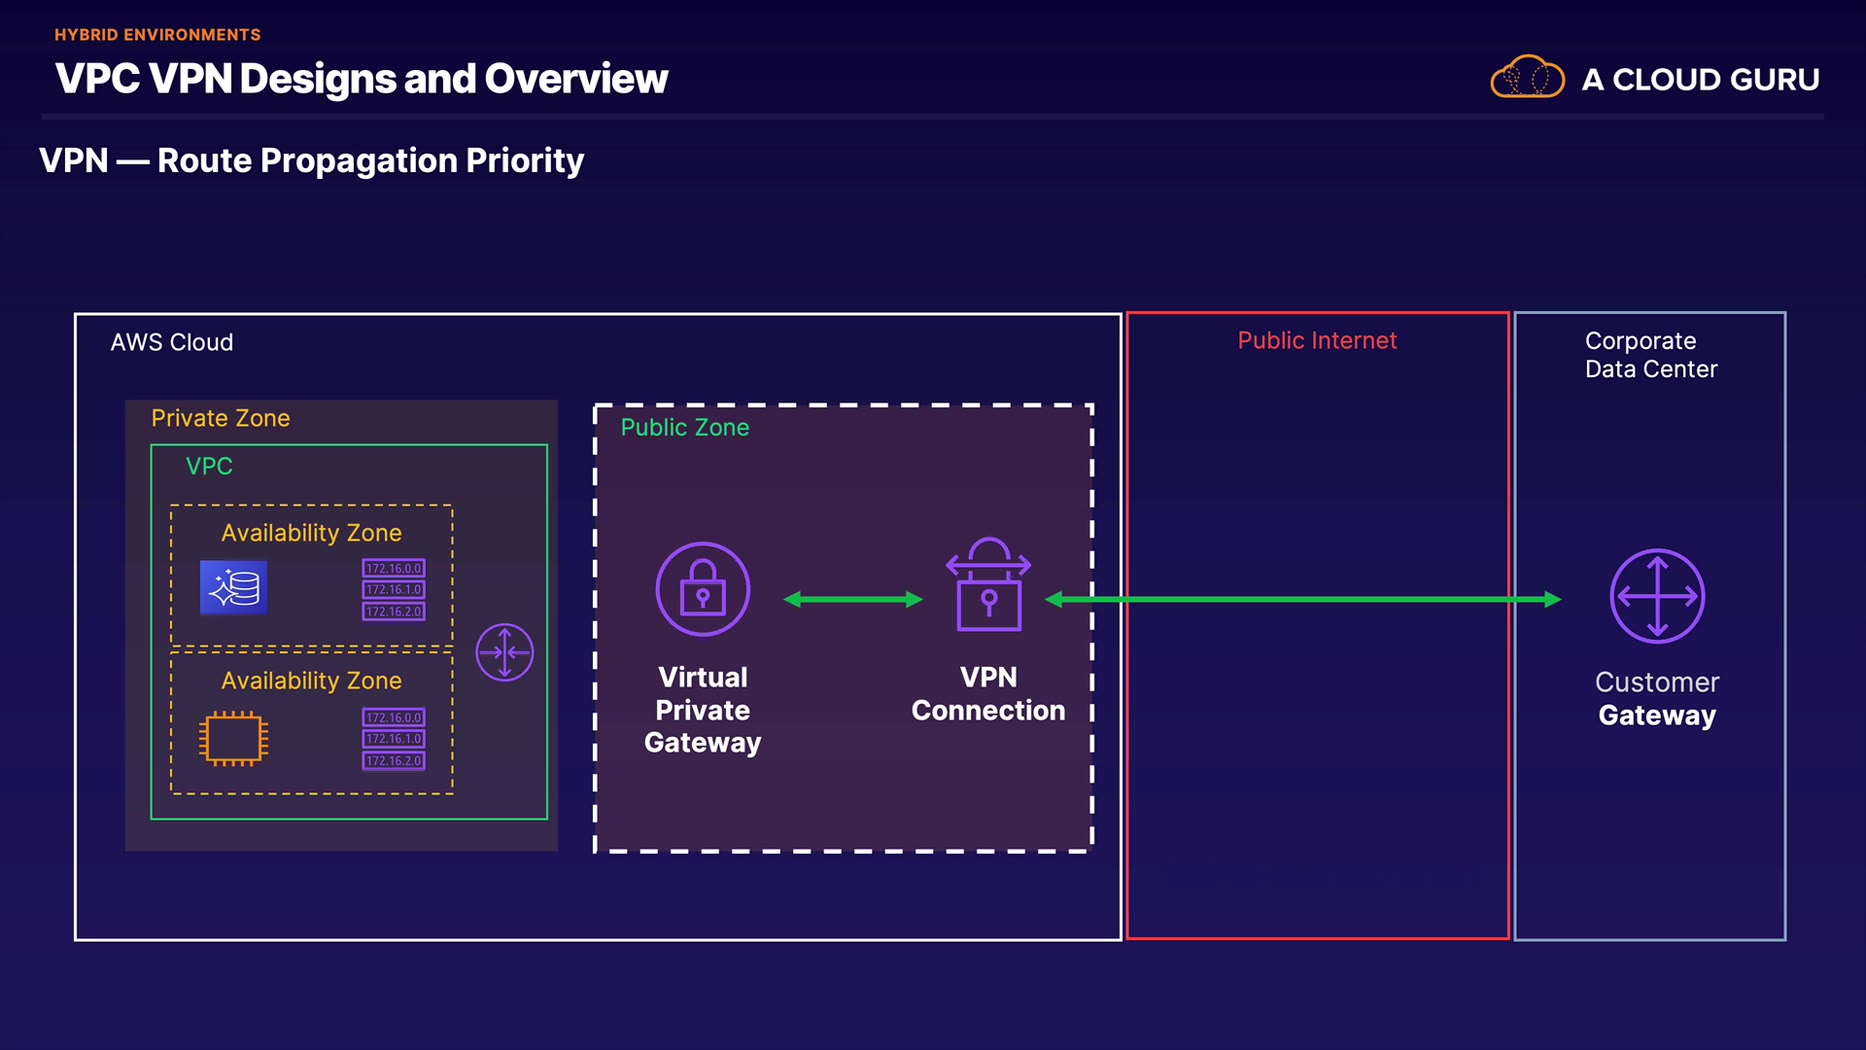 HYBRID ENVIRONMENTS
VPC VPN Designs and Overview
A CLOUD GURU
VPN — Route Propagation Priority
AWS Cloud
Public Internet
Corporate
Data Center
Private Zone
Public Zone
VPC
Availability Zone
172.16.0.0
172.16.1.0
172.16.2.0
Availability Zone
172.16.0.0
172.16.1.0
172.16.2.0
Virtual
Private
Gateway
VPN
Connection
Customer
Gateway